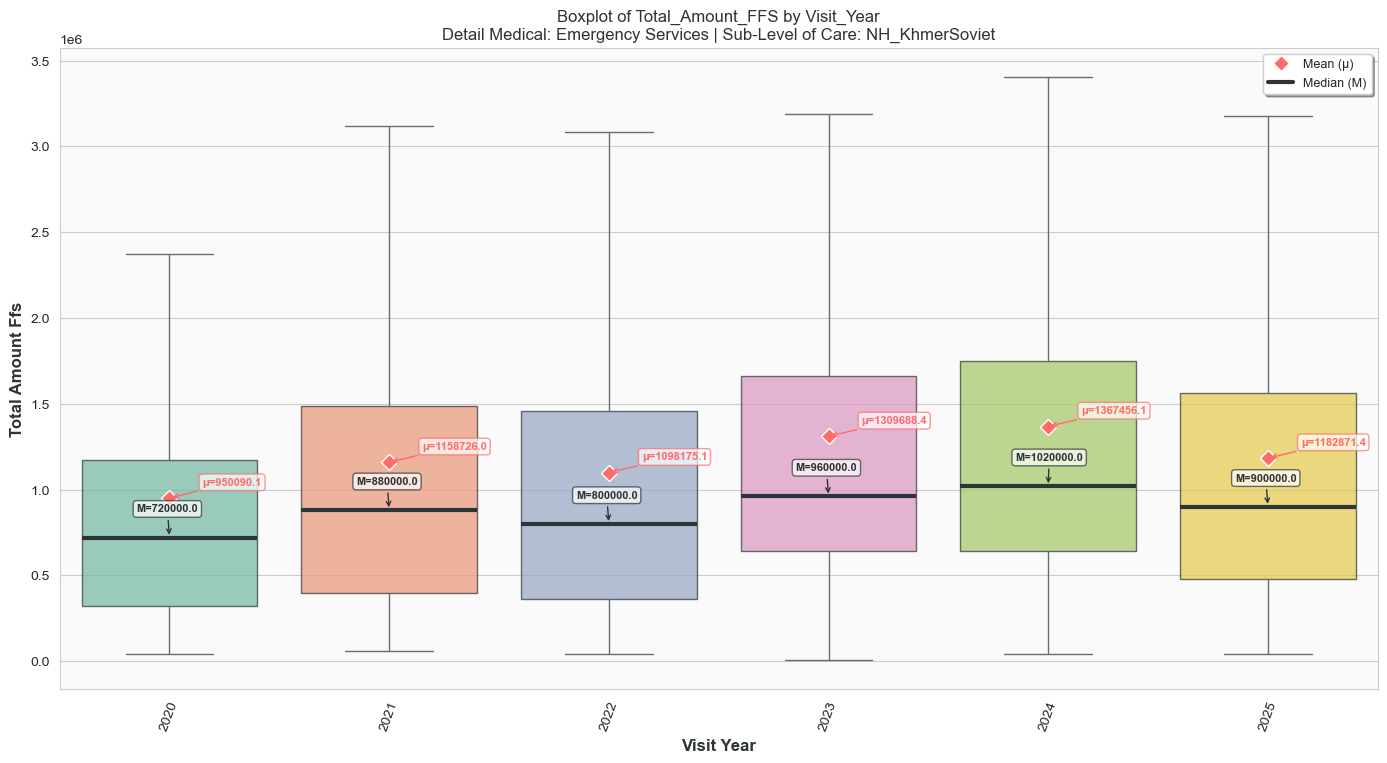 Boxplot of Total_Amount_FFS by Visit_Year
Detail Medical: Emergency Services | Sub-Level of Care: NH_KhmerSoviet
1e6
Mean (μ)
Median (M)
3.5
3.0
2.5
2.0
1.5
1.0
0.5
0.0
Total Amount Ffs
μ=950090.1
M=720000.0
μ=1158726.0
M=880000.0
μ=1098175.1
M=800000.0
μ=1309688.4
M=960000.0
μ=1367456.1
M=1020000.0
μ=1182871.4
M=900000.0
2020
2021
2022
2023
2024
2025
Visit Year